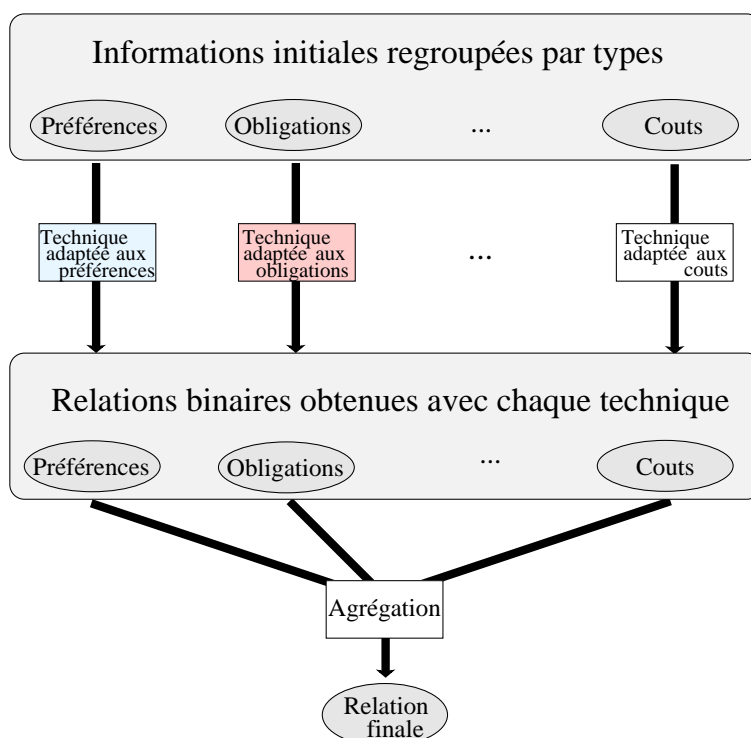 Informations initiales regroupées par types
Préférences
Obligations
...
Couts
Technique
adaptée aux
préférences
Technique
adaptée aux
obligations
...
Technique
adaptée aux
couts
Relations binaires obtenues avec chaque technique
Préférences
Obligations
...
Couts
Agrégation
Relation
finale